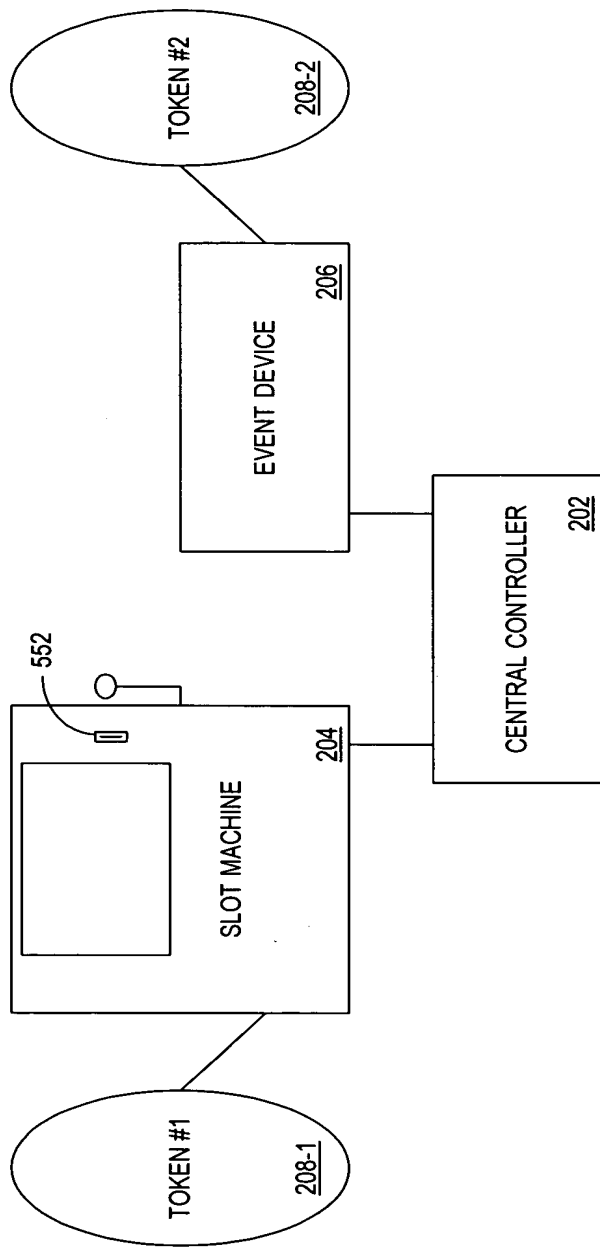 TOKEN #1
208-1
552
SLOT MACHINE
204
EVENT DEVICE
206
TOKEN #2
208-2
CENTRAL CONTROLLER
202